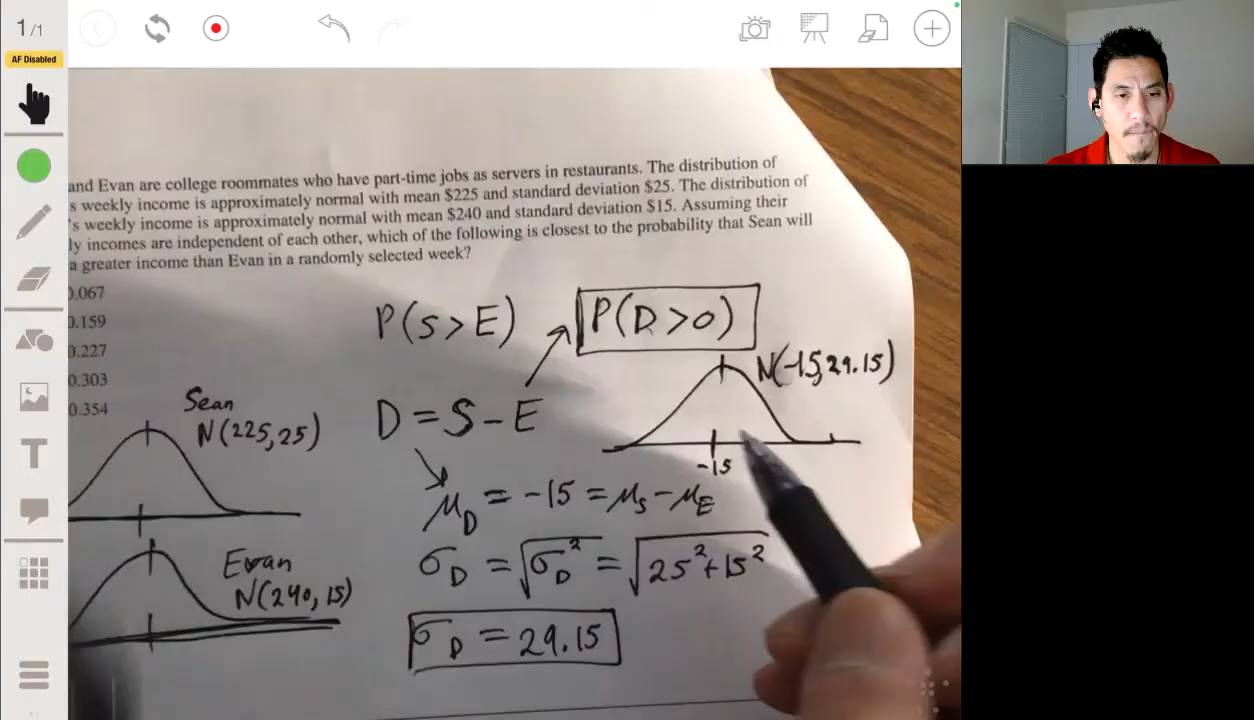 1/1
AF Disabled
and Evan are college roommates who have part-time jobs as servers in restaurants. The distribution of
s weekly income is approximately normal with mean $225 and standard deviation $25. The distribution of
's weekly income is approximately normal with mean $240 and standard deviation $15. Assuming their
ly incomes are independent of each other, which of the following is closest to the probability that Sean will
a greater income than Evan in a randomly selected week?
0.067
0.159
0.227
0.303
0.354
P(S>E)
P(D>0)
N(-15,29.15)
-15
Sean
N(225,25)
D = S - E
μD = -15 = μS - μE
σD = √σD² = √25²+15²
σD = 29.15
Evan
N(240,15)
T